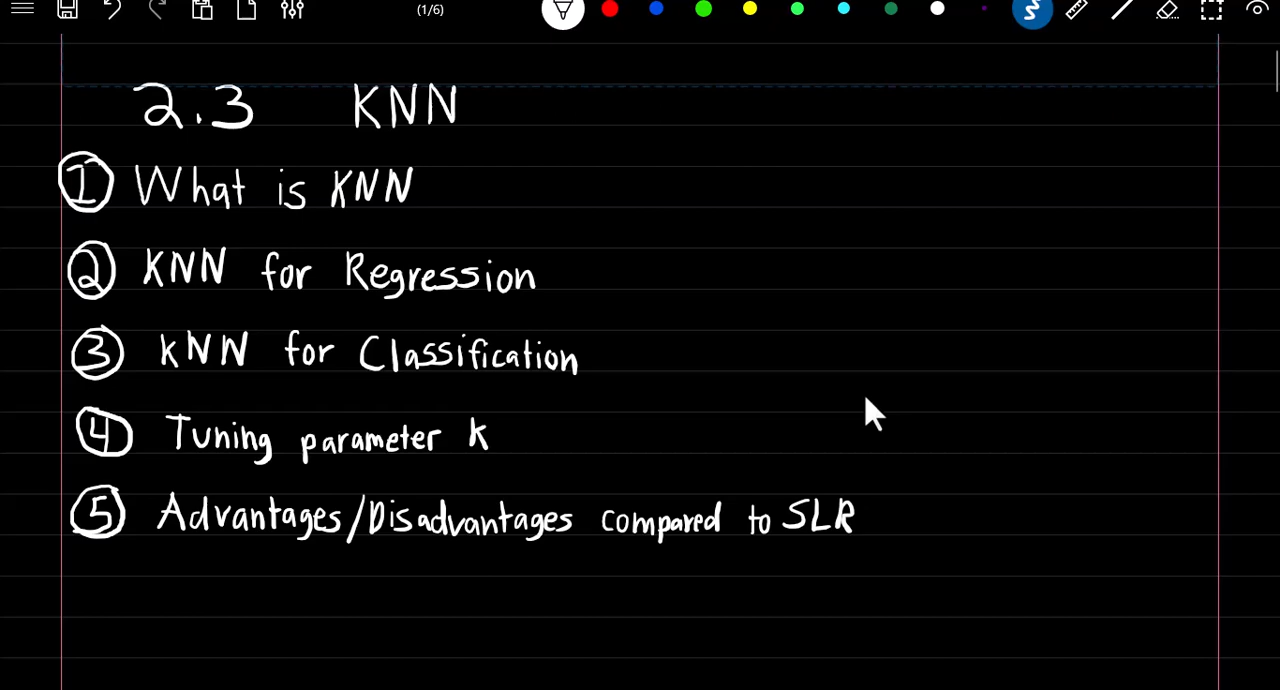 (1/6)
2.3 KNN
① What is KNN
② KNN for Regression
③ kNN for Classification
④ Tuning parameter k
⑤ Advantages/Disadvantages compared to SLR